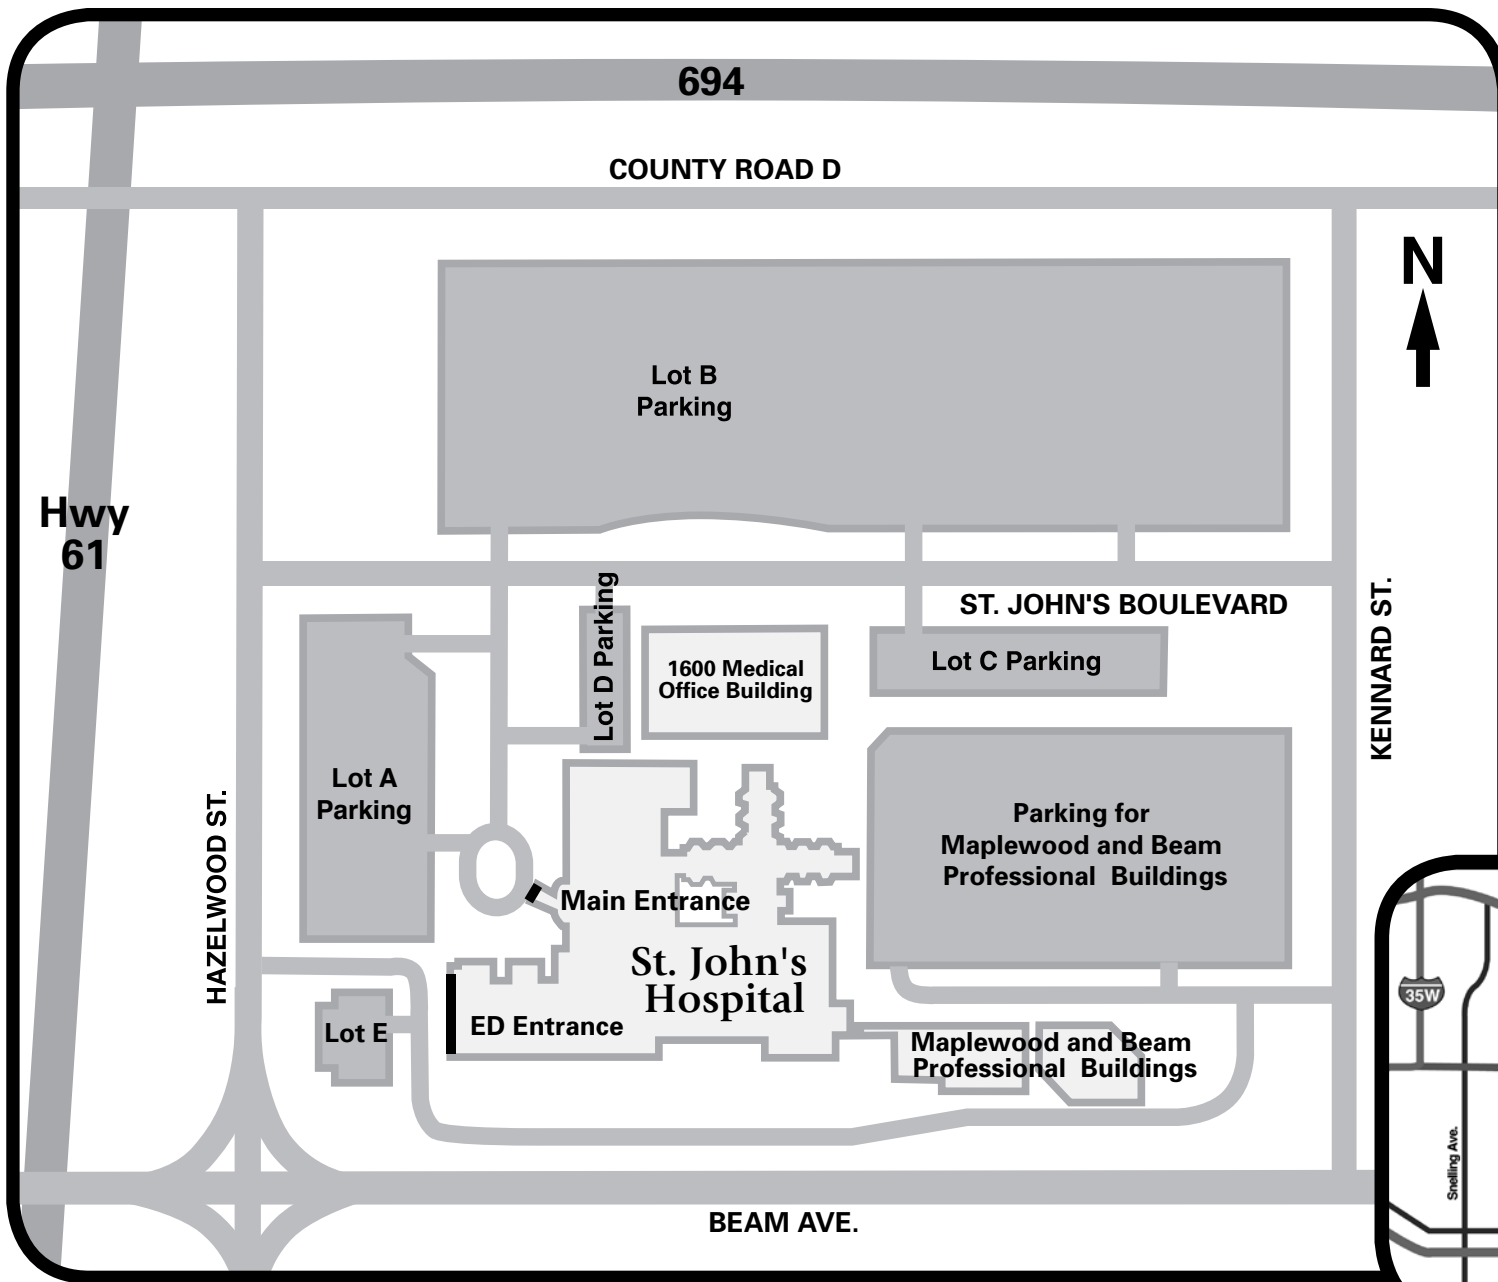 694
COUNTY ROAD D
N
Lot B
Parking
Hwy
61
ST. JOHN'S BOULEVARD
KENNARD ST.
Lot D Parking
1600 Medical
Office Building
Lot C Parking
Lot A
Parking
HAZELWOOD ST.
Parking for
Maplewood and Beam
Professional Buildings
Main Entrance
St. John's
Hospital
35W
Lot E
ED Entrance
Maplewood and Beam
Professional Buildings
Snelling Ave.
BEAM AVE.